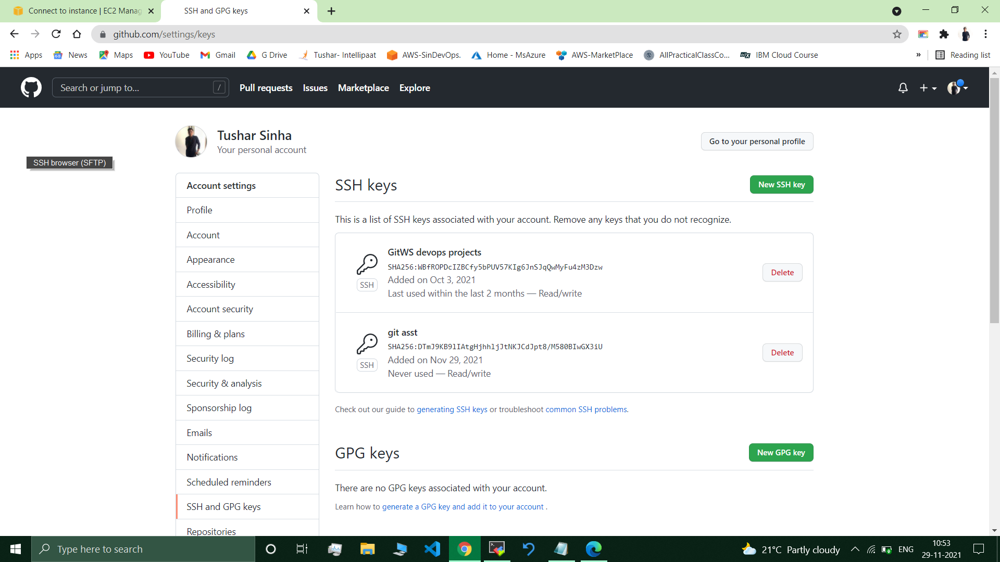 Connect to instance | EC2 Manag
SSH and GPG keys
github.com/settings/keys
Apps
News
Maps
YouTube
Gmail
G Drive
Tushar- Intellipaat
AWS-SinDevOps.
Home - MsAzure
AWS-MarketPlace
AllPracticalClassCo...
edX
IBM Cloud Course
»
Reading list
Search or jump to...
/
Pull requests
Issues
Marketplace
Explore
Tushar Sinha
Your personal account
Go to your personal profile
SSH browser (SFTP)
Account settings
Profile
Account
Appearance
Accessibility
Account security
Billing & plans
Security log
Security & analysis
Sponsorship log
Emails
Notifications
Scheduled reminders
SSH and GPG keys
Repositories
SSH keys
New SSH key
This is a list of SSH keys associated with your account. Remove any keys that you do not recognize.
GitWS devops projects
SHA256:WBfROPDcIZBCfy5bPUV57KIg6JnSJqQwMyFu4zM3Dzw
Added on Oct 3, 2021
Last used within the last 2 months — Read/write
SSH
Delete
git asst
SHA256:DTmJ9KB9lIAtgHjhhljJtNKJCdJpt8/M580BIwGX3iU
Added on Nov 29, 2021
Never used — Read/write
SSH
Delete
Check out our guide to generating SSH keys or troubleshoot common SSH problems.
GPG keys
New GPG key
There are no GPG keys associated with your account.
Learn how to generate a GPG key and add it to your account .
Type here to search
21°C Partly cloudy
ENG
10:53
29-11-2021